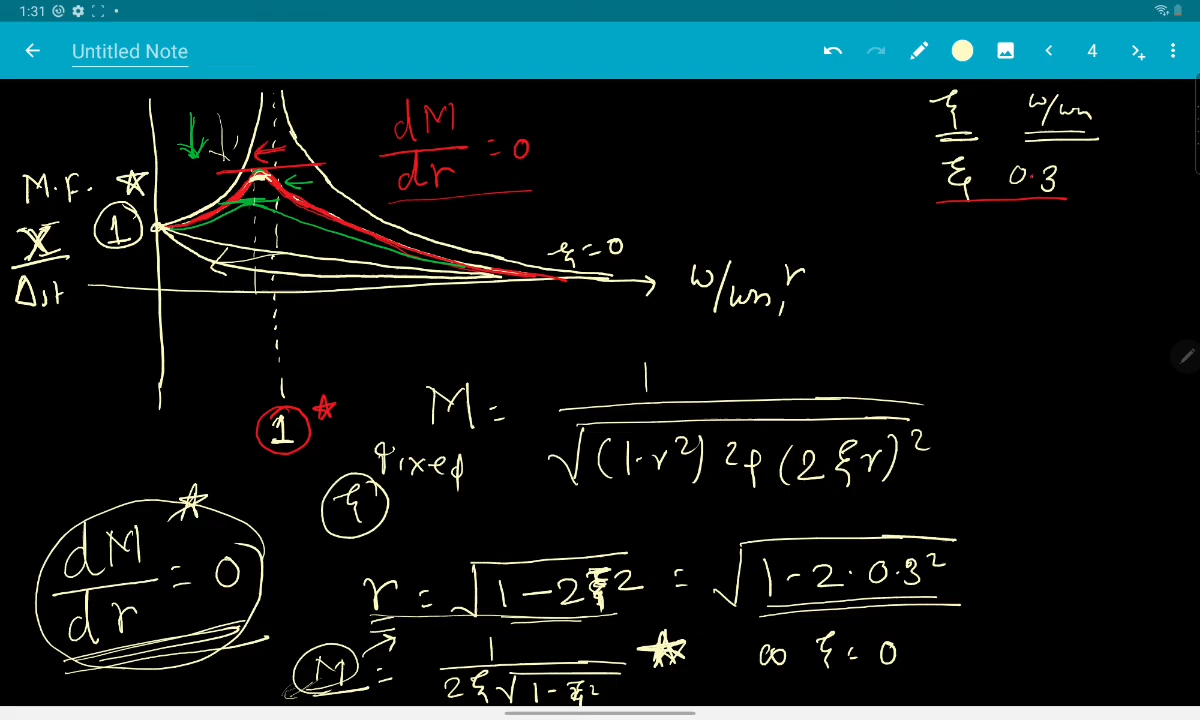 1:31
Untitled Note
4
ξ ω/ωn
ξ 0.3
dM/dr = 0
M.F.
1
X/Δst
ξ = 0
ω/ωn, r
1
M = 1/√((1-r²)²+(2ξr)²)
fixed
ξ
dM/dr = 0
r = √(1-2ξ²) = √(1-2·0.3²)
M = 1/(2ξ√(1-ξ²))
∞ ξ = 0